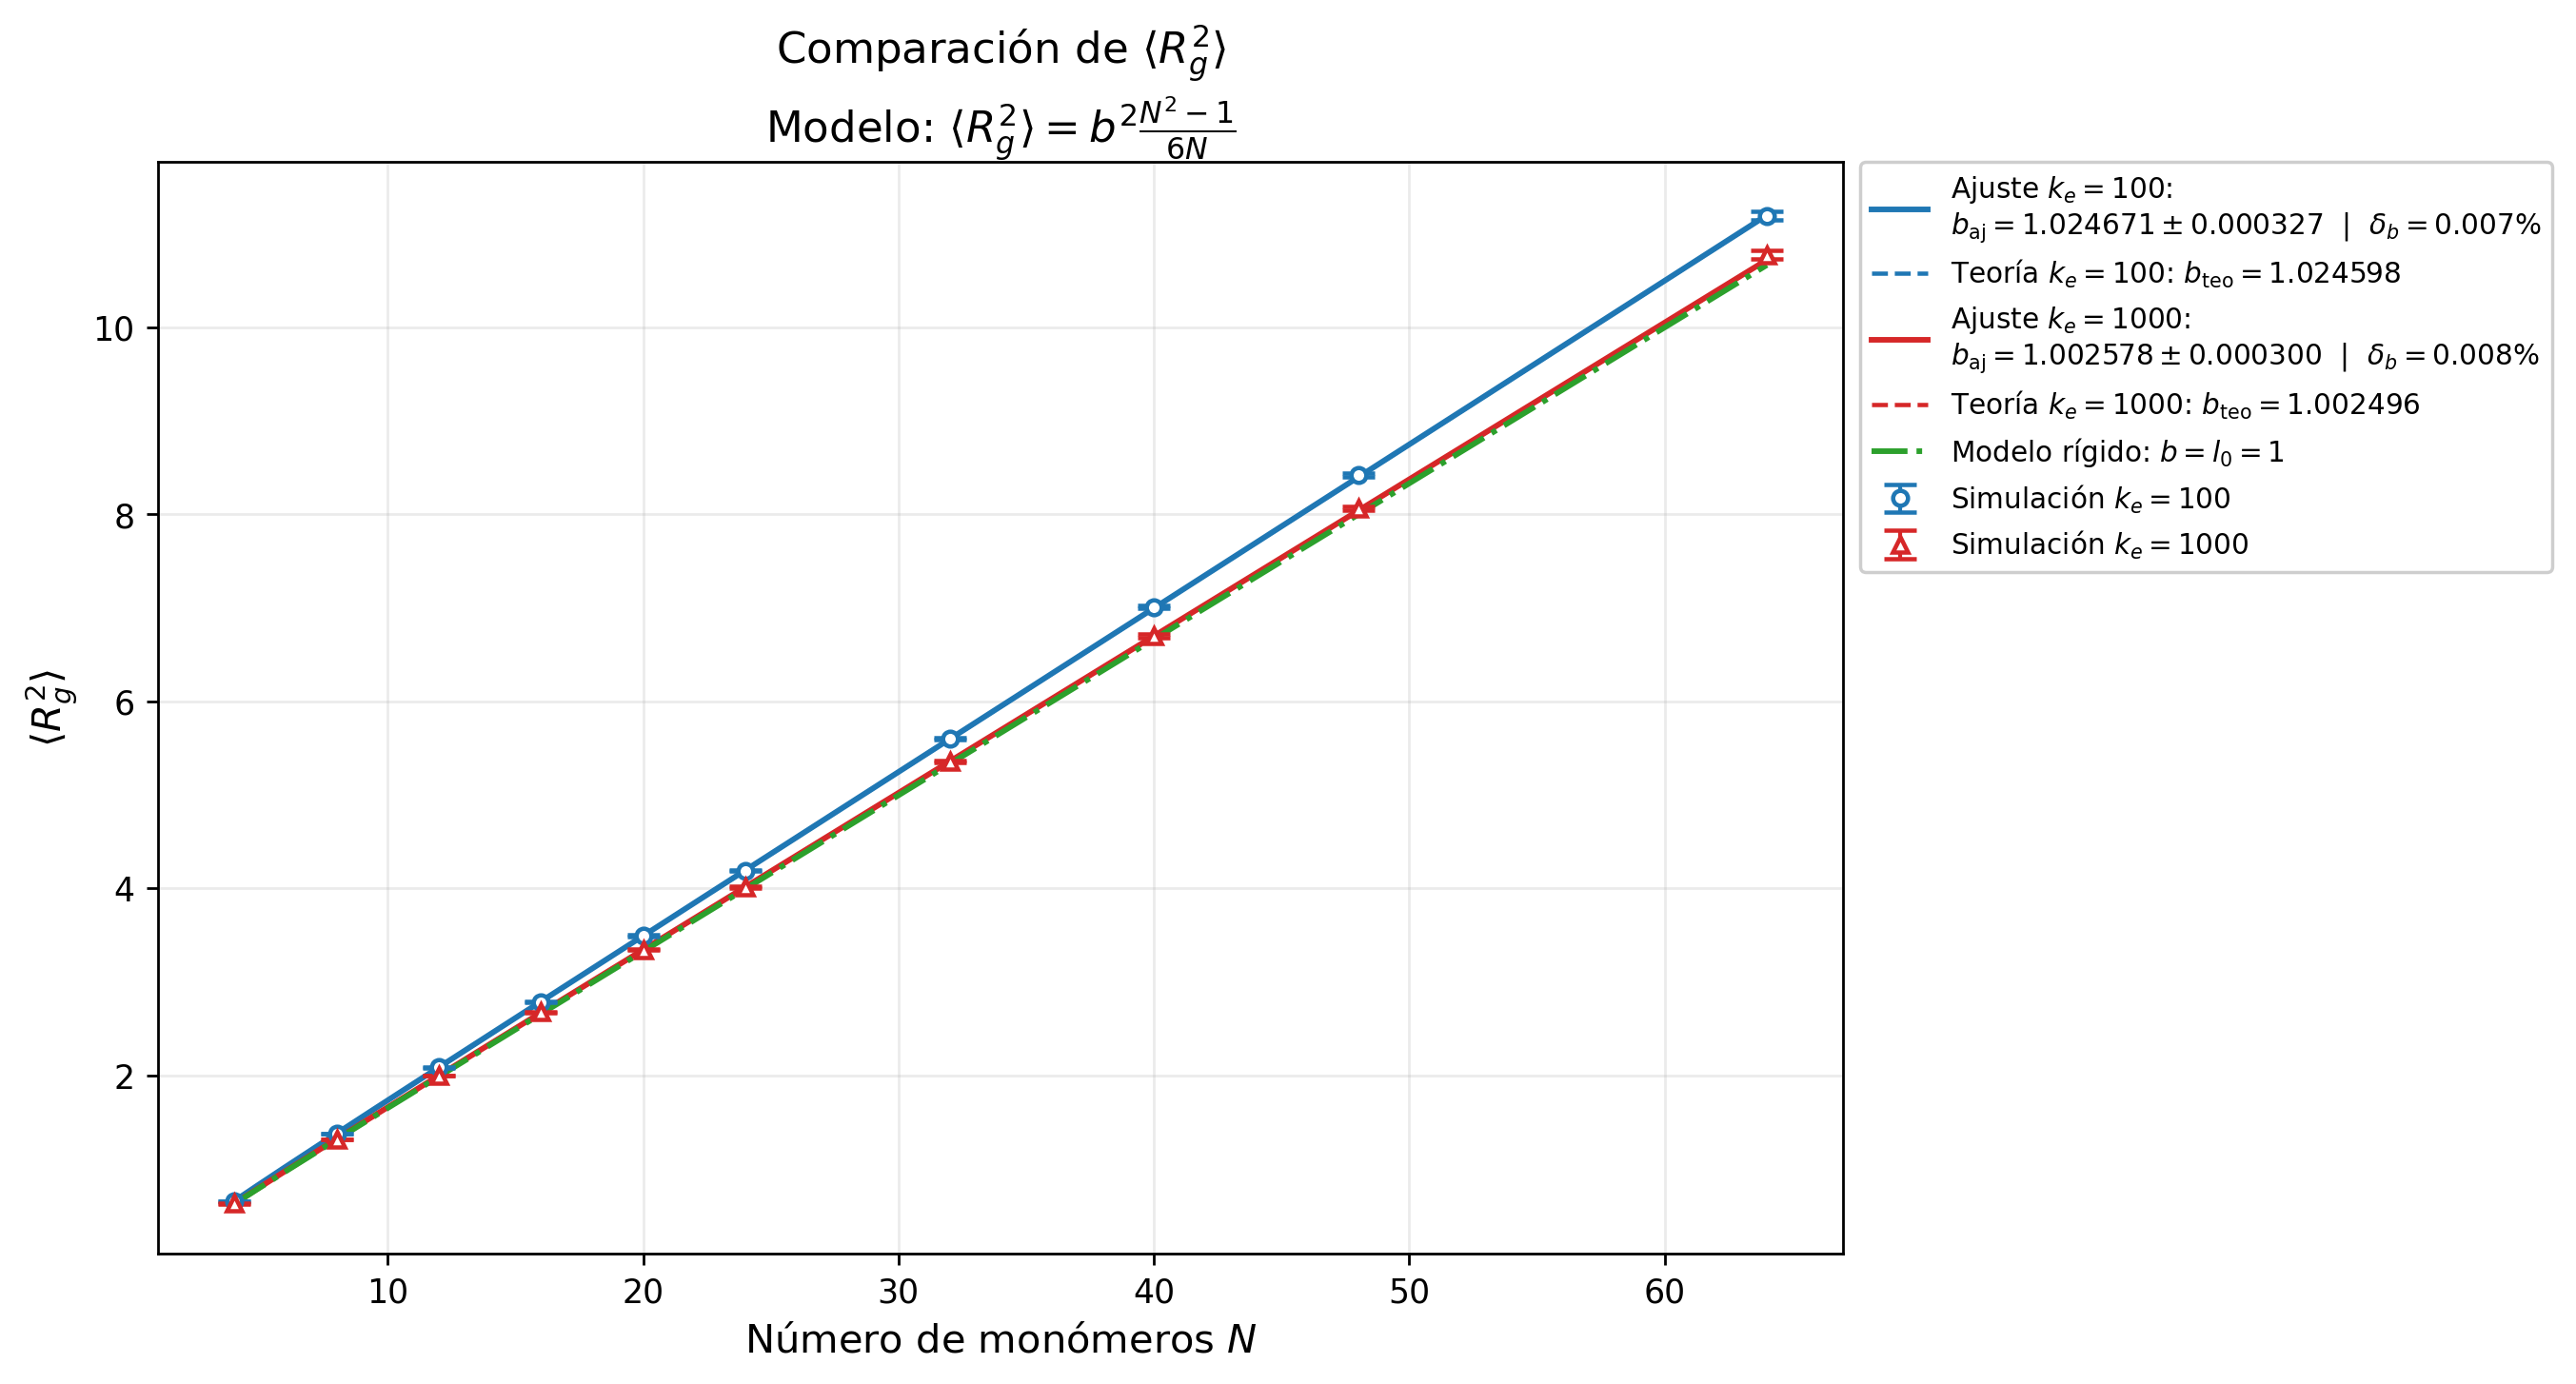 Comparación de ⟨R_g^2⟩
Modelo: ⟨R_g^2⟩ = b^2 \frac{N^2 − 1}{6N}
⟨R_g^2⟩
10
8
6
4
2
10 20 30 40 50 60
Número de monómeros N
Ajuste k_e = 100:
b_aj = 1.024671 ± 0.000327 | δ_b = 0.007%
Teoría k_e = 100: b_teo = 1.024598
Ajuste k_e = 1000:
b_aj = 1.002578 ± 0.000300 | δ_b = 0.008%
Teoría k_e = 1000: b_teo = 1.002496
Modelo rígido: b = l_0 = 1
Simulación k_e = 100
Simulación k_e = 1000